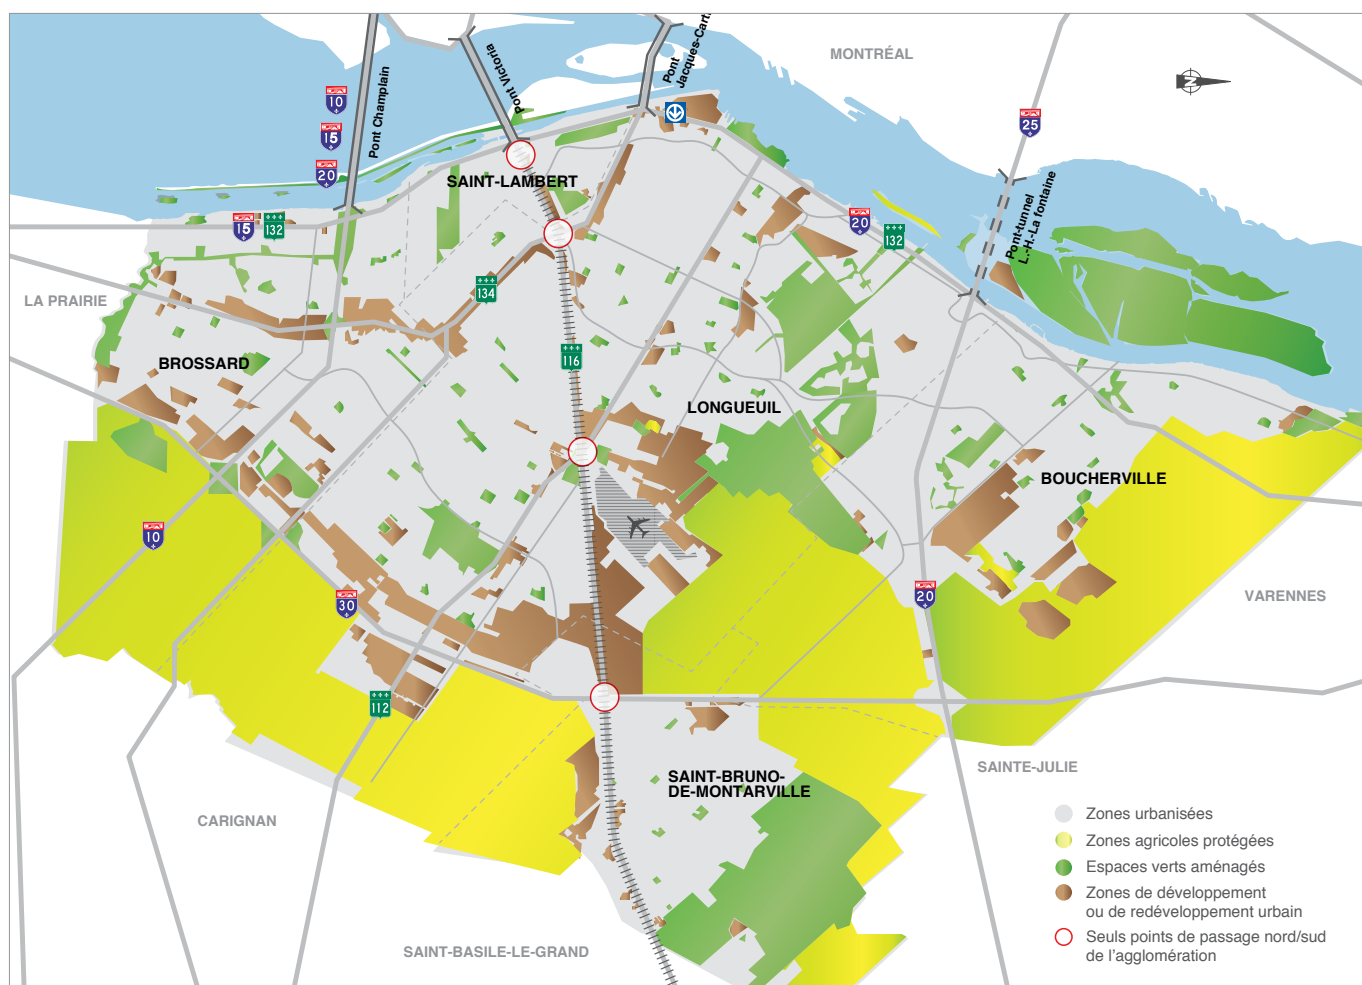 MONTRÉAL
Pont Champlain
Pont Victoria
Pont
Jacques-Cart
Pont-tunnel
L.-H.-La fontaine
10
15
20
15
132
25
20
132
134
116
10
30
112
20
SAINT-LAMBERT
LA PRAIRIE
BROSSARD
LONGUEUIL
BOUCHERVILLE
VARENNES
SAINT-BRUNO-
DE-MONTARVILLE
SAINTE-JULIE
CARIGNAN
SAINT-BASILE-LE-GRAND
Zones urbanisées
Zones agricoles protégées
Espaces verts aménagés
Zones de développement
ou de redéveloppement urbain
Seuls points de passage nord/sud
de l'agglomération